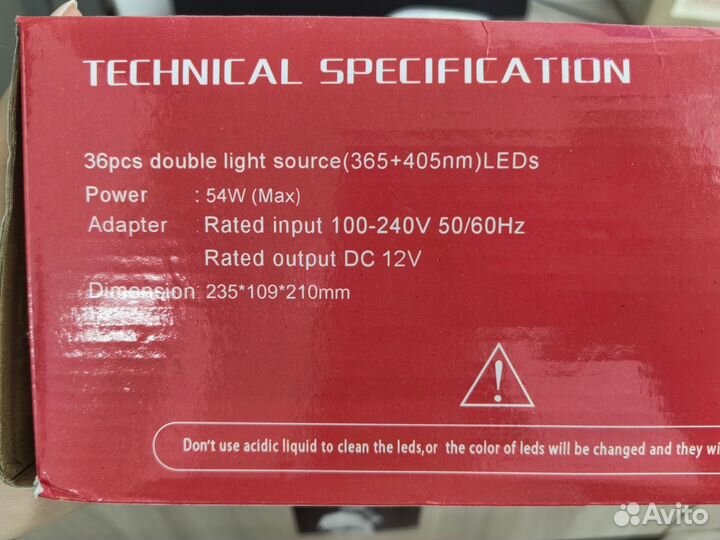 TECHNICAL SPECIFICATION
36pcs double light source(365+405nm)LEDs
Power : 54W (Max)
Adapter : Rated input 100-240V 50/60Hz
Rated output DC 12V
Dimension: 235*109*210mm
Don't use acidic liquid to clean the leds,or the color of leds will be changed and they wi
Avito